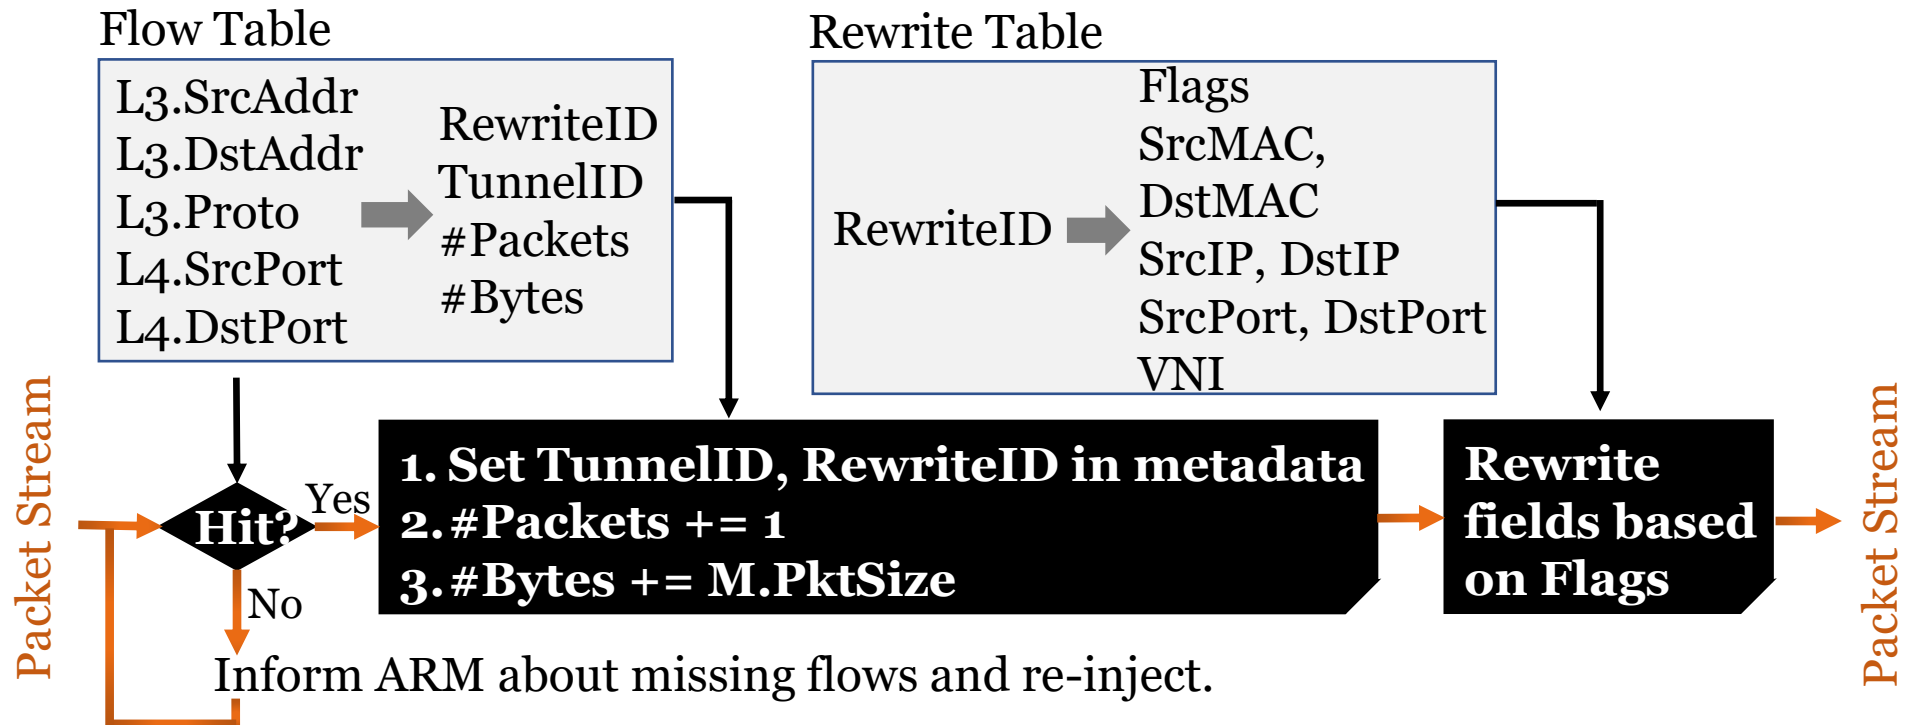 Flow Table
L3.SrcAddr
L3.DstAddr
L3.Proto
L4.SrcPort
L4.DstPort
RewriteID
TunnelID
#Packets
#Bytes
Rewrite Table
RewriteID
Flags
SrcMAC,
DstMAC
SrcIP, DstIP
SrcPort, DstPort
VNI
Packet Stream
Hit?
Yes
No
1. Set TunnelID, RewriteID in metadata
2. #Packets += 1
3. #Bytes += M.PktSize
Rewrite
fields based
on Flags
Inform ARM about missing flows and re-inject.
Packet Stream